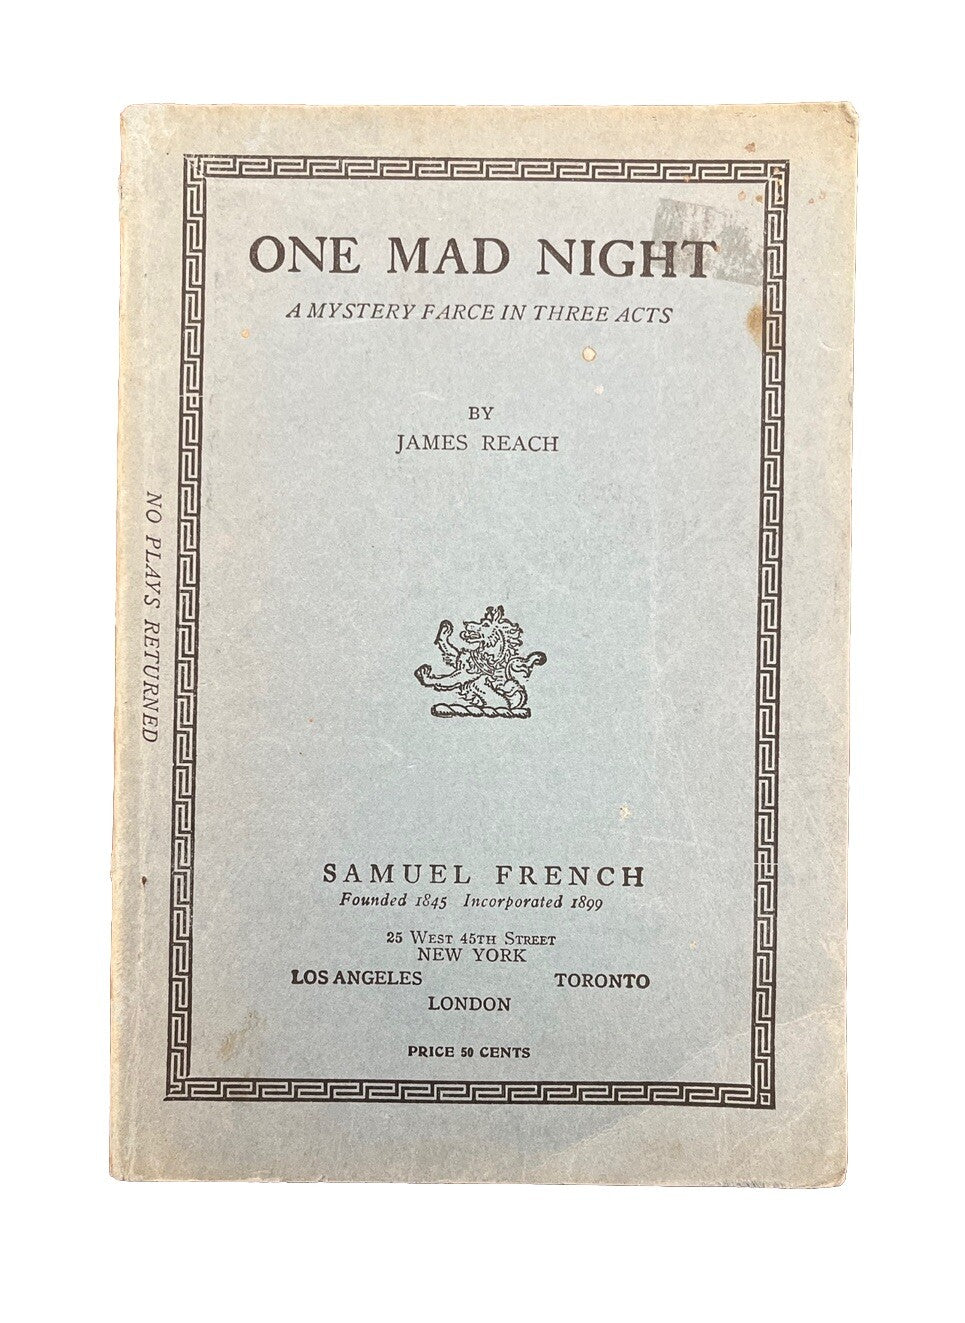 ONE MAD NIGHT
A MYSTERY FARCE IN THREE ACTS
BY
JAMES REACH
NO PLAYS RETURNED
SAMUEL FRENCH
Founded 1845 Incorporated 1899
25 WEST 45TH STREET
NEW YORK
LOS ANGELES TORONTO
LONDON
PRICE 50 CENTS